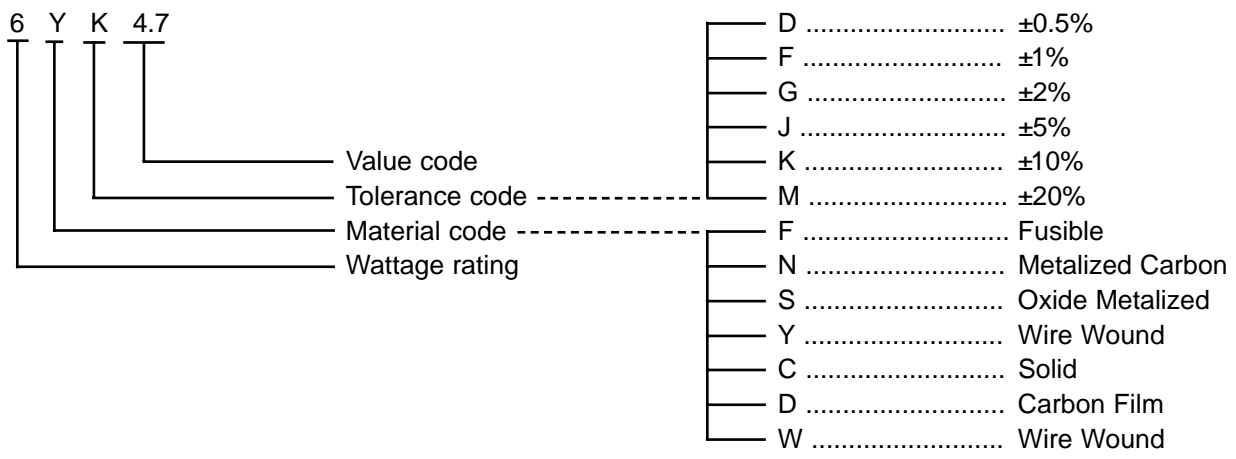 6 Y K 4.7
Value code
Tolerance code
Material code
Wattage rating
D ........................... ±0.5%
F ........................... ±1%
G ........................... ±2%
J ........................... ±5%
K ........................... ±10%
M ........................... ±20%
F ........................... Fusible
N ........................... Metalized Carbon
S ........................... Oxide Metalized
Y ........................... Wire Wound
C ........................... Solid
D ........................... Carbon Film
W ........................... Wire Wound